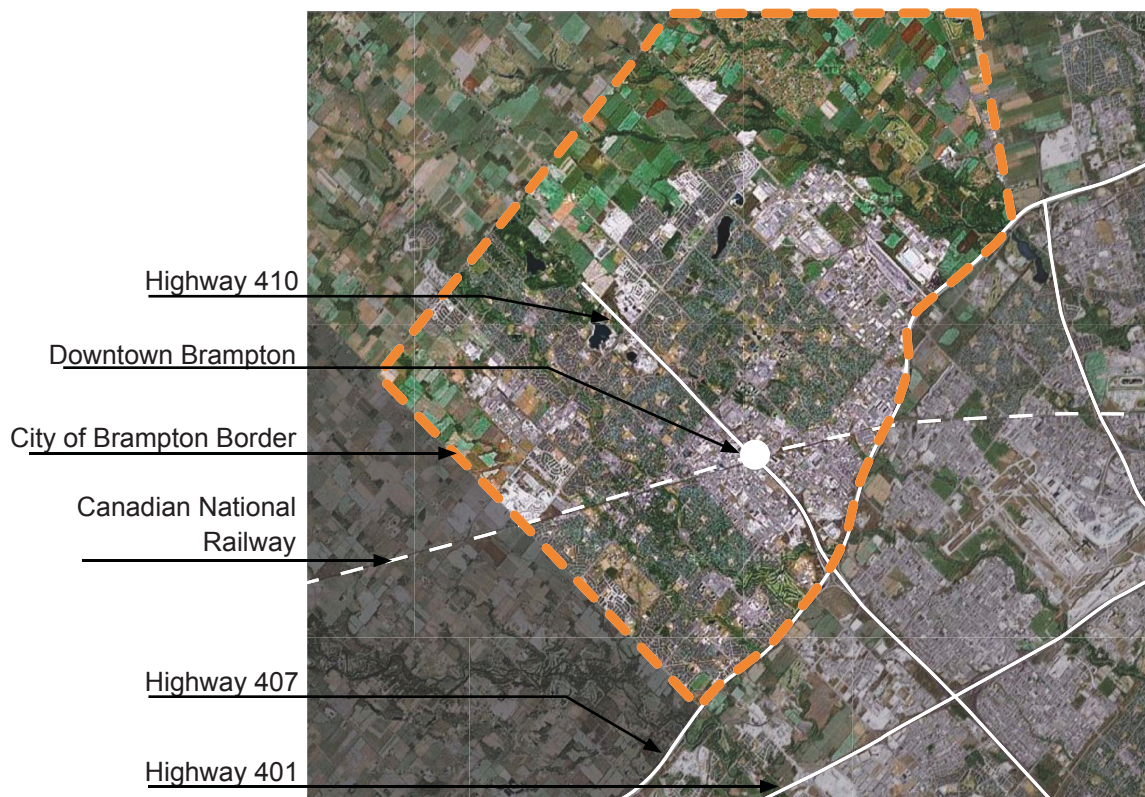 Highway 410
Downtown Brampton
City of Brampton Border
Canadian National
Railway
Highway 407
Highway 401